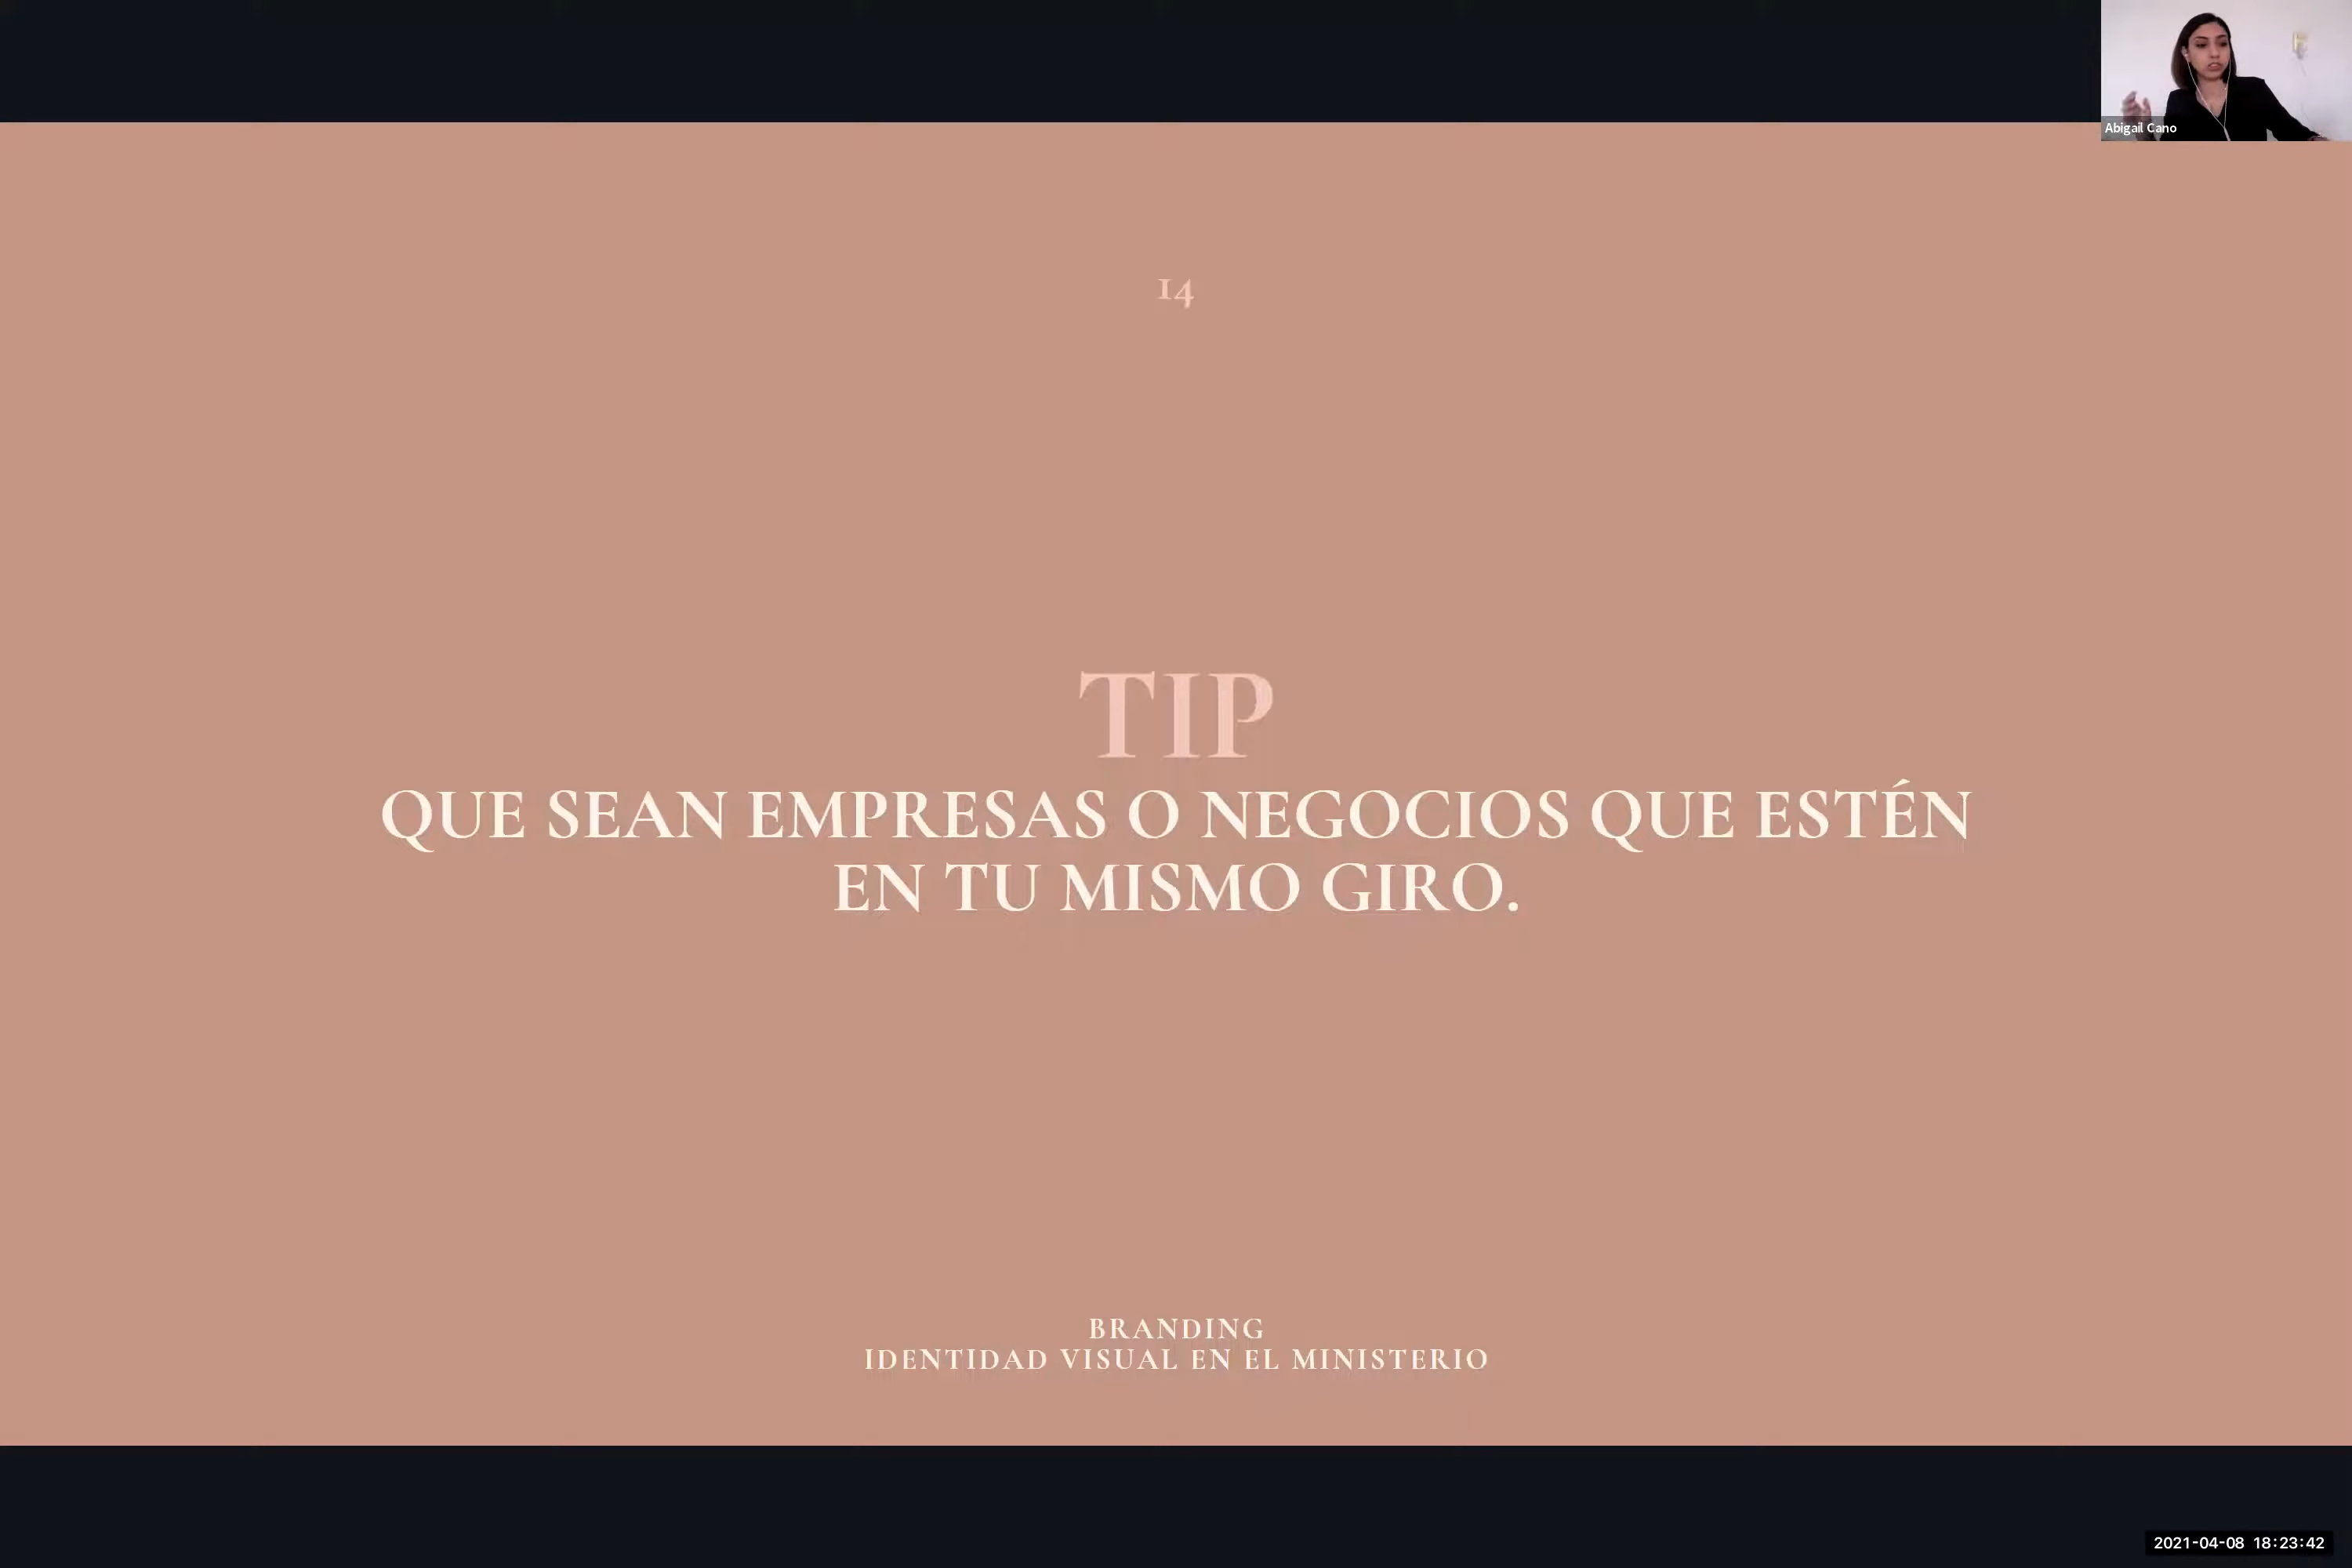 Abigail Cano
14
TIP
QUE SEAN EMPRESAS O NEGOCIOS QUE ESTÉN
EN TU MISMO GIRO.
BRANDING
IDENTIDAD VISUAL EN EL MINISTERIO
2021-04-08 18:23:42